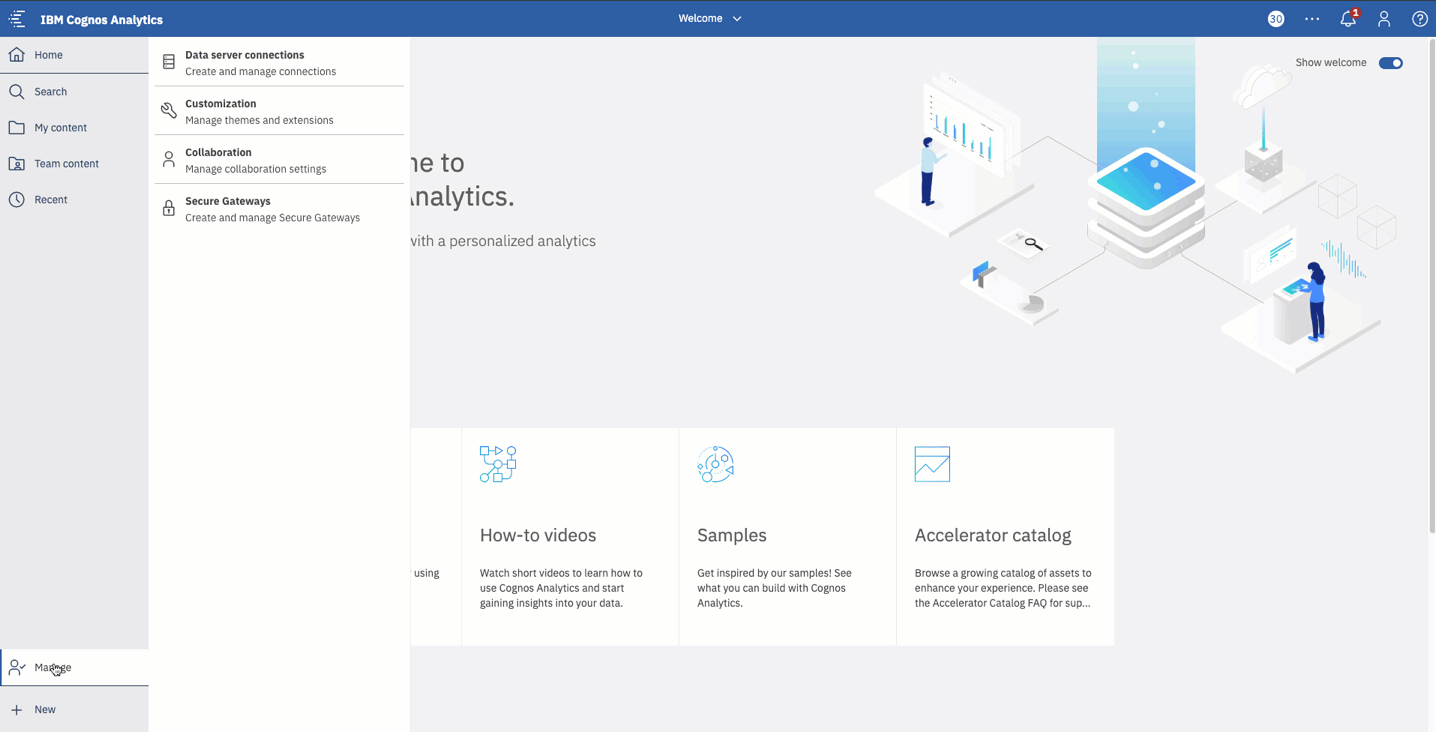 IBM Cognos Analytics
Welcome
30
1
Home
Search
My content
Team content
Recent
Manage
New
Data server connections
Create and manage connections
Customization
Manage themes and extensions
Collaboration
Manage collaboration settings
Secure Gateways
Create and manage Secure Gateways
Show welcome
ne to
Analytics.
with a personalized analytics
using
How-to videos
Watch short videos to learn how to
use Cognos Analytics and start
gaining insights into your data.
Samples
Get inspired by our samples! See
what you can build with Cognos
Analytics.
Accelerator catalog
Browse a growing catalog of assets to
enhance your experience. Please see
the Accelerator Catalog FAQ for sup...